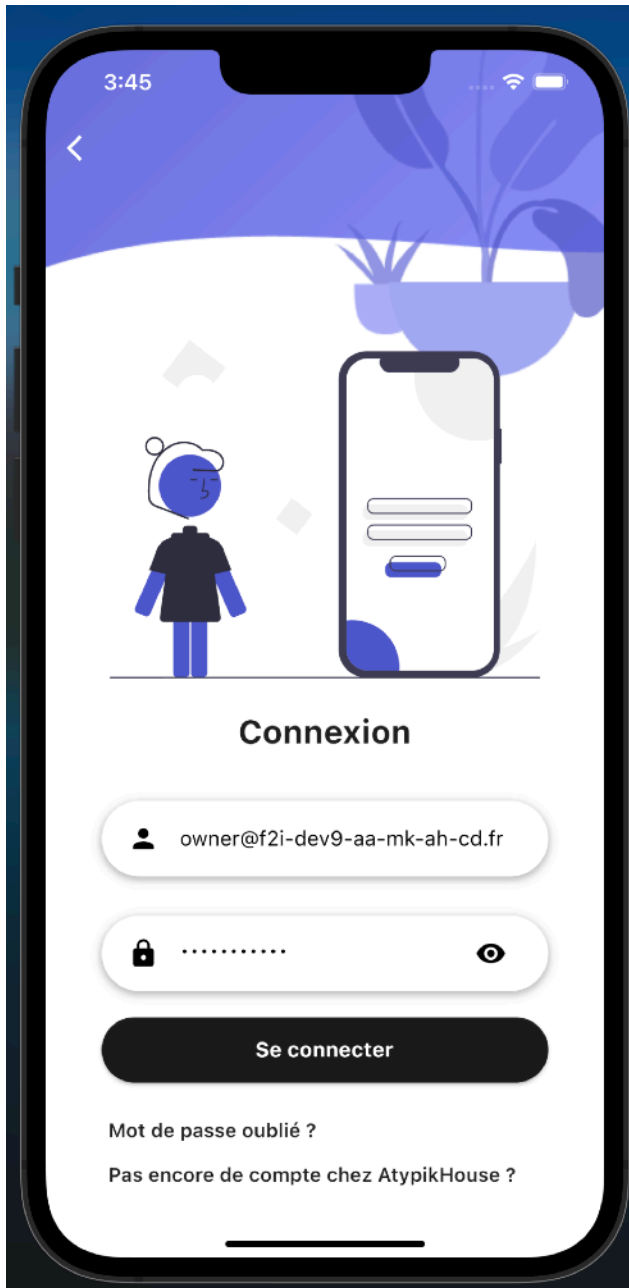 3:45
Connexion
owner@f2i-dev9-aa-mk-ah-cd.fr
···········
Se connecter
Mot de passe oublié ?
Pas encore de compte chez AtypikHouse ?